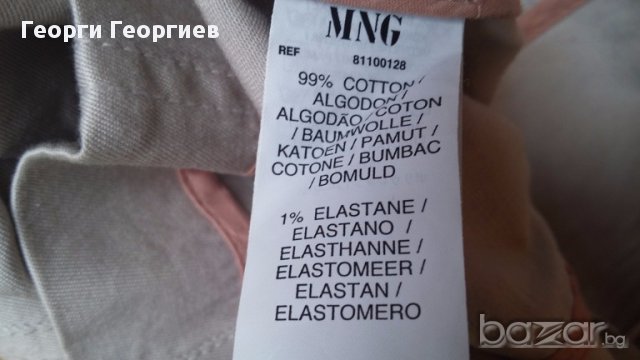 Георги Георгиев
MNG
REF 81100128
99% COTTON/
ALGODON/
ALGODÃO/COTON
/BAUMWOLLE/
KATOEN/PAMUT/
COTONE/BUMBAC
/BOMULD
1% ELASTANE/
ELASTANO/
ELASTHANNE/
ELASTOMEER/
ELASTAN/
ELASTOMERO
bazar.bg